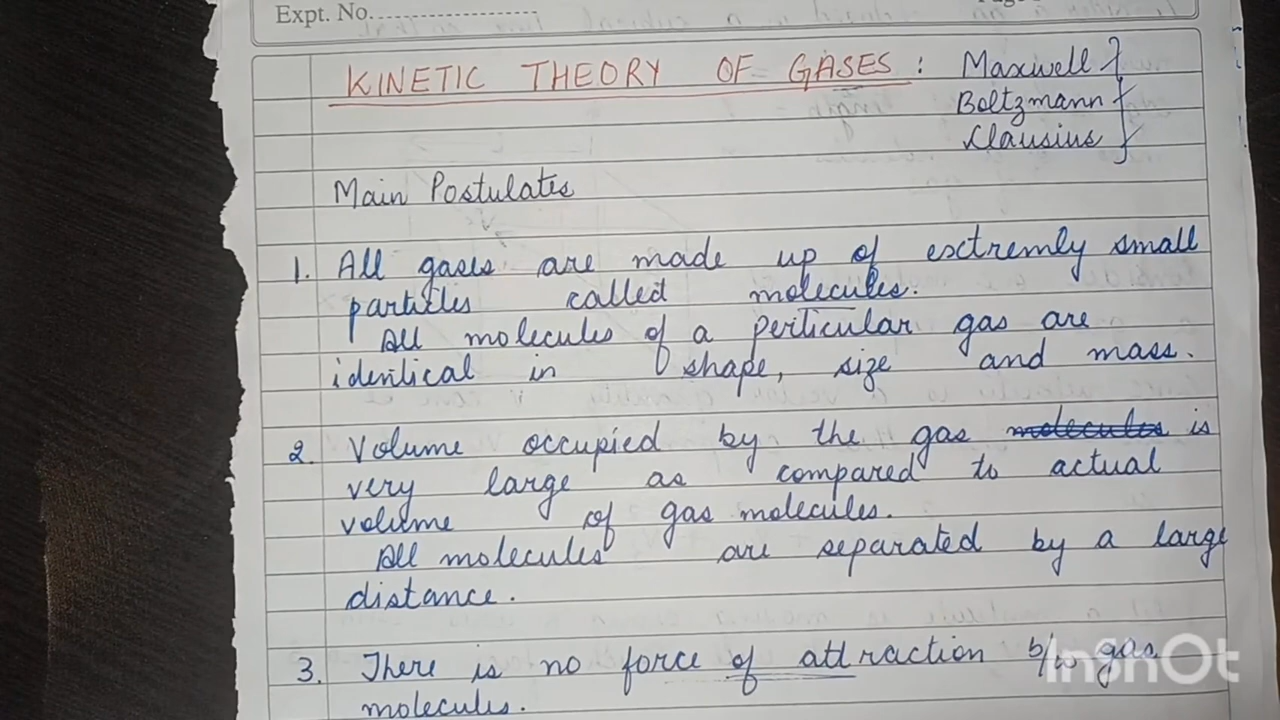 Expt. No.
KINETIC THEORY OF GASES : Maxwell
Boltzmann
Clausius
Main Postulates
1. All gases are made up of esctremly small
particles called molecules.
All molecules of a perticular gas are
identical in shape, size and mass.
2. Volume occupied by the gas molecules is
very large as compared to actual
volume of gas molecules.
All molecules are separated by a large
distance.
3. There is no force of attraction b/w gas
molecules.
InShOt